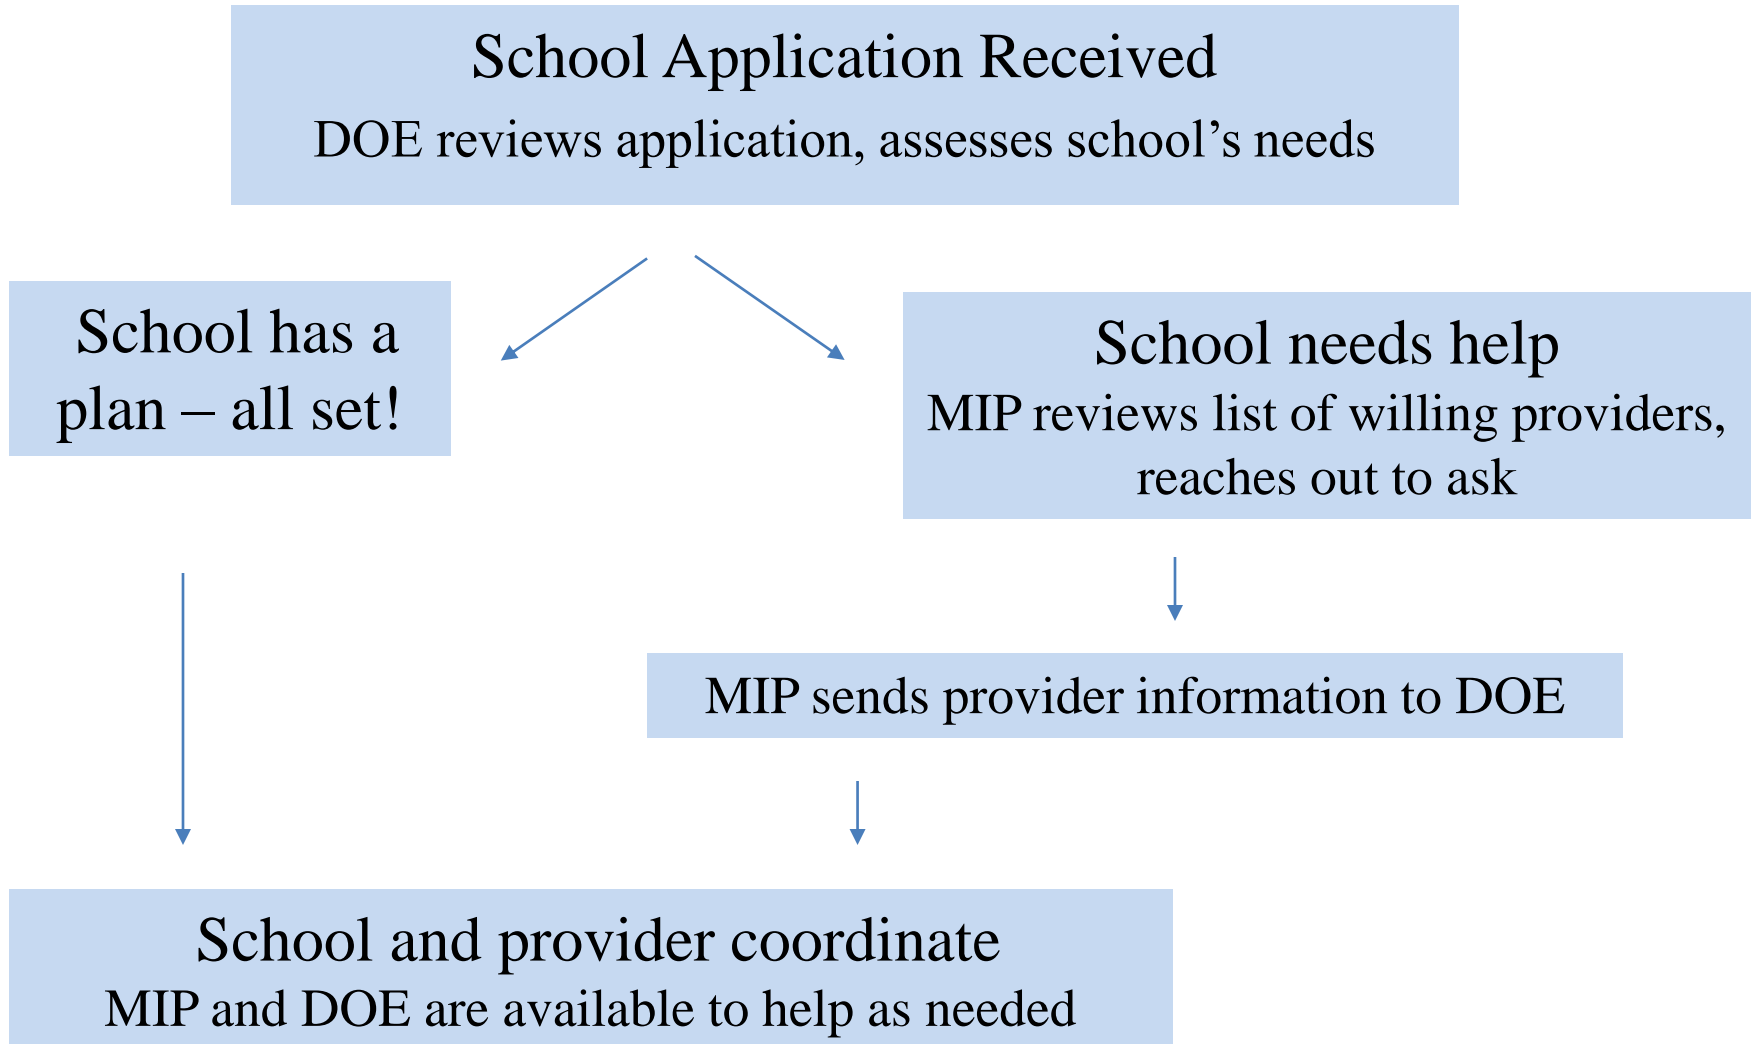 School Application Received
DOE reviews application, assesses school’s needs
School has a
plan – all set!
School needs help
MIP reviews list of willing providers,
reaches out to ask
MIP sends provider information to DOE
School and provider coordinate
MIP and DOE are available to help as needed